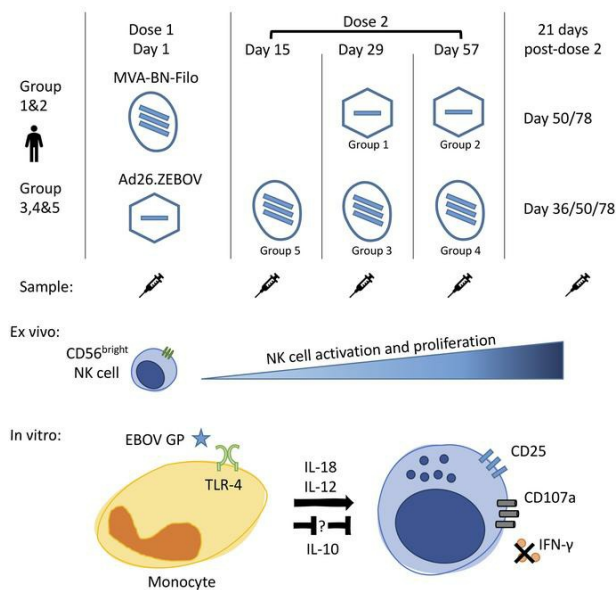 Dose 1
Day 1
Dose 2
Day 15
Day 29
Day 57
21 days
post-dose 2
Group
1&2
MVA-BN-Filo
Group 1
Group 2
Day 50/78
Group
3,4&5
Ad26.ZEBOV
Group 5
Group 3
Group 4
Day 36/50/78
Sample:
Ex vivo:
CD56bright
NK cell
NK cell activation and proliferation
In vitro:
EBOV GP
TLR-4
IL-18
IL-12
?
IL-10
CD25
CD107a
IFN-γ
Monocyte